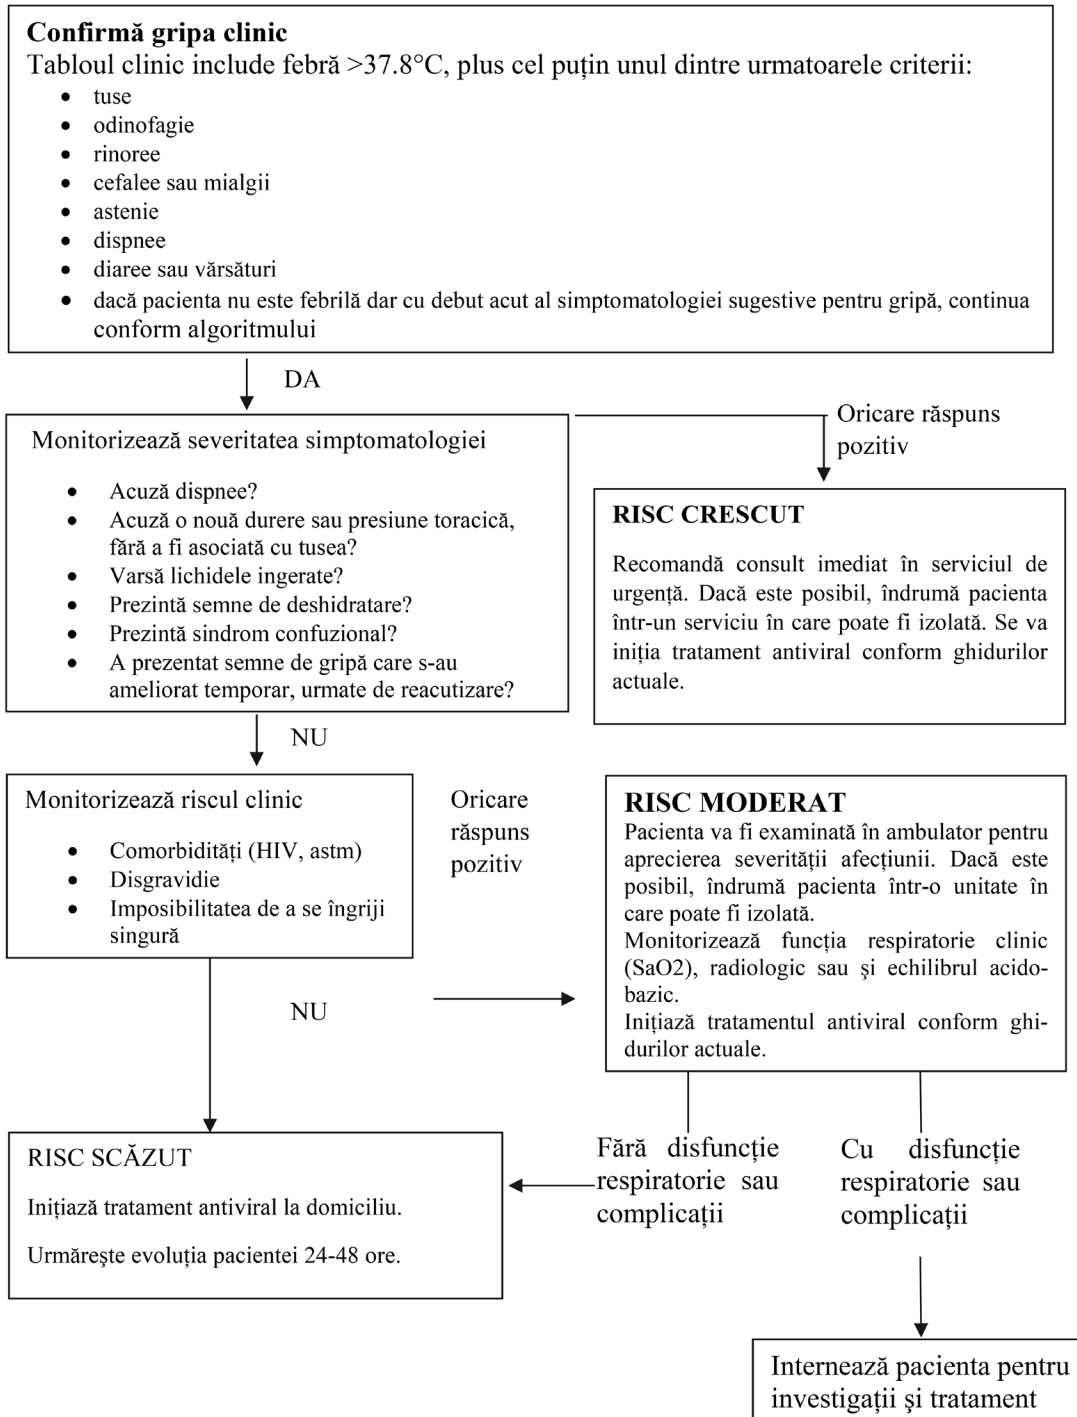 Confirmă gripa clinic
Tabloul clinic include febră >37.8°C, plus cel puțin unul dintre urmatoarele criterii:
• tuse
• odinofagie
• rinoree
• cefalee sau mialgii
• astenie
• dispnee
• diaree sau vărsături
• dacă pacienta nu este febrilă dar cu debut acut al simptomatologiei sugestive pentru gripă, continua
conform algoritmului
DA
Monitorizează severitatea simptomatologiei
• Acuză dispnee?
• Acuză o nouă durere sau presiune toracică,
fără a fi asociată cu tusea?
• Varsă lichidele ingerate?
• Prezintă semne de deshidratare?
• Prezintă sindrom confuzional?
• A prezentat semne de gripă care s-au
ameliorat temporar, urmate de reacutizare?
Oricare răspuns
pozitiv
RISC CRESCUT
Recomandă consult imediat în serviciul de
urgență. Dacă este posibil, îndrumă pacienta
într-un serviciu în care poate fi izolată. Se va
iniția tratament antiviral conform ghidurilor
actuale.
NU
Monitorizează riscul clinic
• Comorbidități (HIV, astm)
• Disgravidie
• Imposibilitatea de a se îngriji
singură
Oricare
răspuns
pozitiv
RISC MODERAT
Pacienta va fi examinată în ambulator pentru
aprecierea severității afecțiunii. Dacă este
posibil, îndrumă pacienta într-o unitate în
care poate fi izolată.
Monitorizează funcția respiratorie clinic
(SaO2), radiologic sau şi echilibrul acido-
bazic.
Inițiază tratamentul antiviral conform ghi-
durilor actuale.
NU
RISC SCĂZUT
Inițiază tratament antiviral la domiciliu.
Urmăreşte evoluția pacientei 24-48 ore.
Fără disfuncție
respiratorie sau
complicații
Cu disfuncție
respiratorie sau
complicații
Internează pacienta pentru
investigații şi tratament